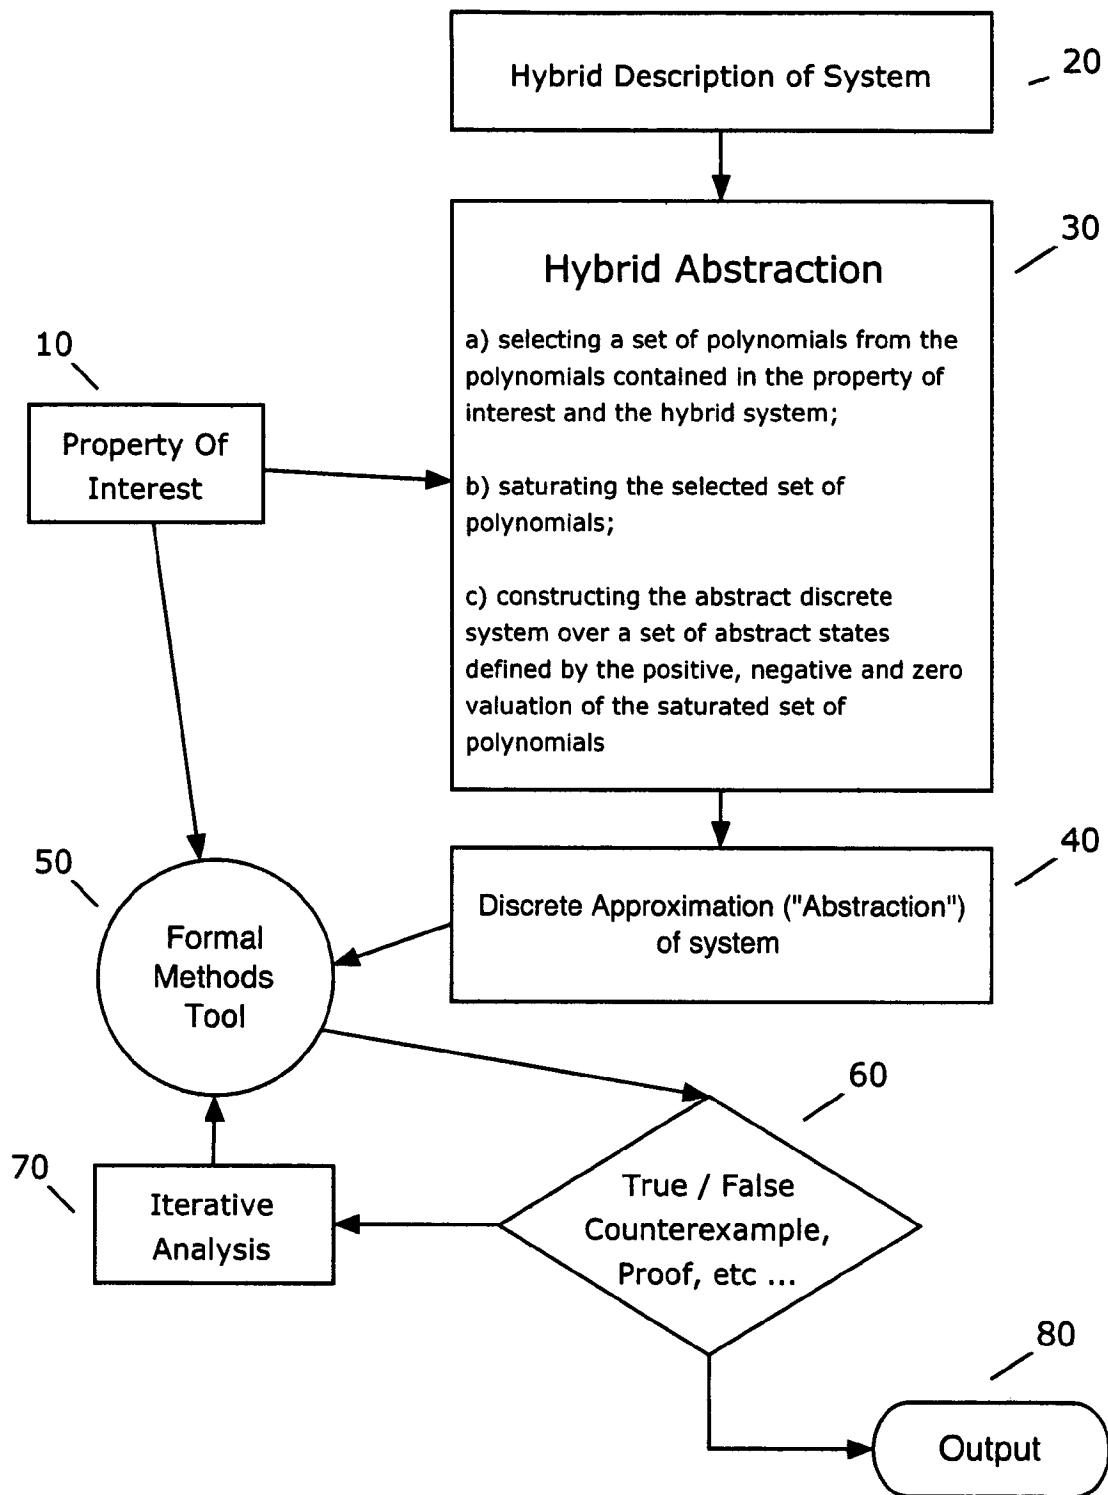 Hybrid Description of System
20
30
Hybrid Abstraction
a) selecting a set of polynomials from the
polynomials contained in the property of
interest and the hybrid system;
b) saturating the selected set of
polynomials;
c) constructing the abstract discrete
system over a set of abstract states
defined by the positive, negative and zero
valuation of the saturated set of
polynomials
10
Property Of
Interest
40
Discrete Approximation ("Abstraction")
of system
50
Formal
Methods
Tool
60
True / False
Counterexample,
Proof, etc ...
70
Iterative
Analysis
80
Output